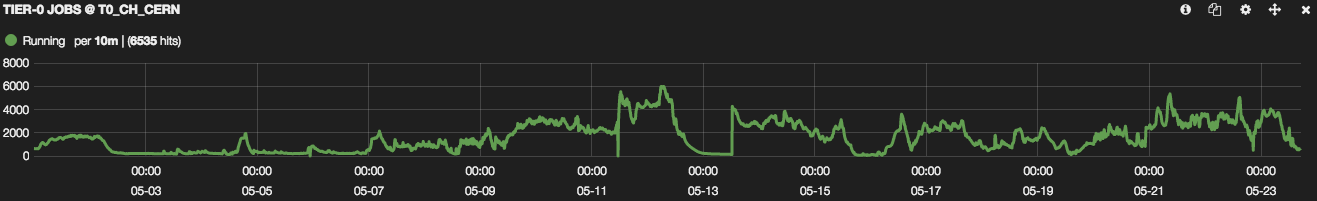 TIER-0 JOBS @ T0_CH_CERN
Running per 10m | (6535 hits)
8000
6000
4000
2000
0
00:00 00:00 00:00 00:00 00:00 00:00 00:00 00:00 00:00 00:00 00:00
05-03 05-05 05-07 05-09 05-11 05-13 05-15 05-17 05-19 05-21 05-23